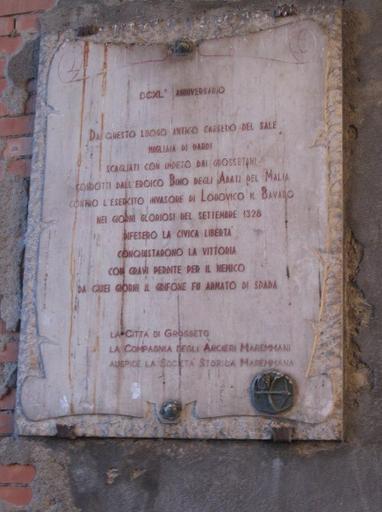 DCXL° ANNIVERSARIO
DA QUESTO LUOGO ANTICO CASSERO DEL SALE
MIGLIAIA DI DARDI
SCAGLIATI CON IMPETO DAI GROSSETANI
CONDOTTI DALL'EROICO BINO DEGLI ABATI DEL MALIA
CONTRO L'ESERCITO INVASORE DI LODOVICO IL BAVARO
NEI GIORNI GLORIOSI DEL SETTEMBRE 1328
DIFESERO LA CIVICA LIBERTÀ
CONQUISTARONO LA VITTORIA
CON GRAVI PERDITE PER IL NEMICO
DA QUEI GIORNI IL GRIFONE FU ARMATO DI SPADA
LA CITTÀ DI GROSSETO
LA COMPAGNIA DEGLI ARCIERI MAREMMANI
AUSPICE LA SOCIETÀ STORICA MAREMMANA